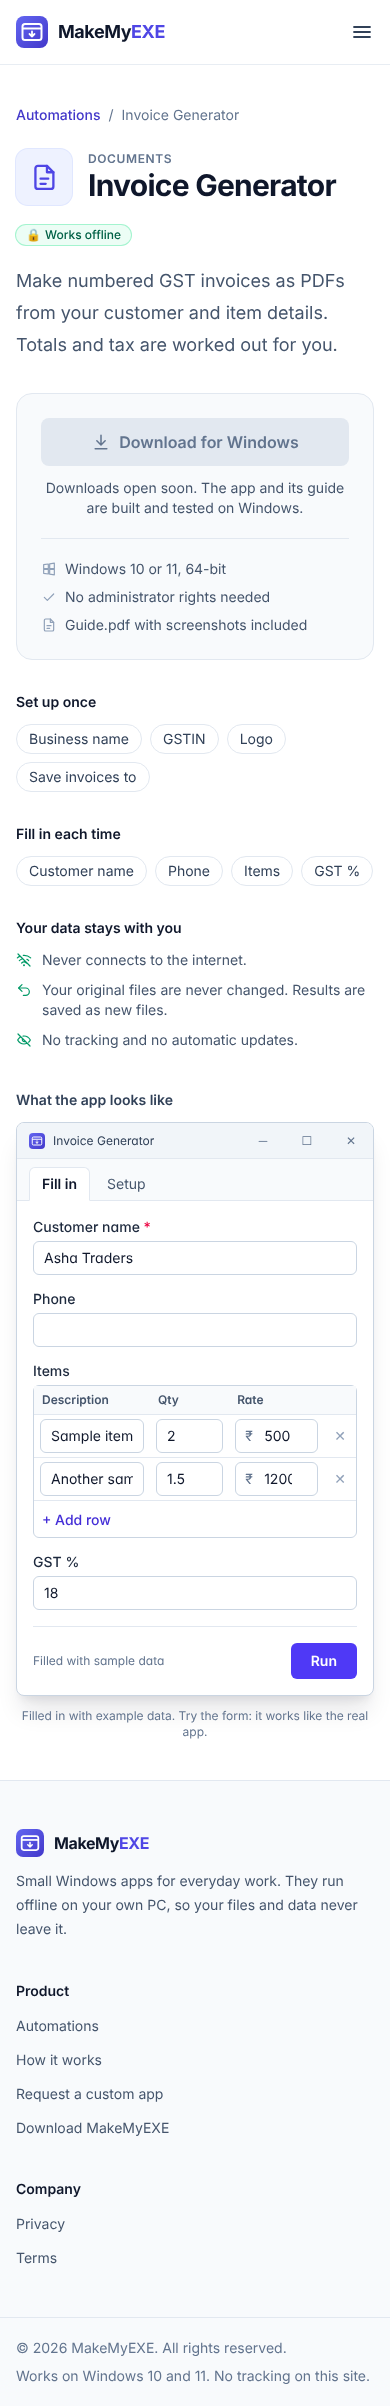 MakeMyEXE
Automations / Invoice Generator
DOCUMENTS
Invoice Generator
🔒 Works offline
Make numbered GST invoices as PDFs
from your customer and item details.
Totals and tax are worked out for you.
Download for Windows
Downloads open soon. The app and its guide
are built and tested on Windows.
Windows 10 or 11, 64-bit
No administrator rights needed
Guide.pdf with screenshots included
Set up once
Business name GSTIN Logo
Save invoices to
Fill in each time
Customer name Phone Items GST %
Your data stays with you
Never connects to the internet.
Your original files are never changed. Results are
saved as new files.
No tracking and no automatic updates.
What the app looks like
Invoice Generator
Fill in Setup
Customer name *
Asha Traders
Phone
Items
Description Qty Rate
Sample item 2 ₹ 500 ✕
Another sam 1.5 ₹ 1200 ✕
+ Add row
GST %
18
Filled with sample data Run
Filled in with example data. Try the form: it works like the real
app.
MakeMyEXE
Small Windows apps for everyday work. They run
offline on your own PC, so your files and data never
leave it.
Product
Automations
How it works
Request a custom app
Download MakeMyEXE
Company
Privacy
Terms
© 2026 MakeMyEXE. All rights reserved.
Works on Windows 10 and 11. No tracking on this site.